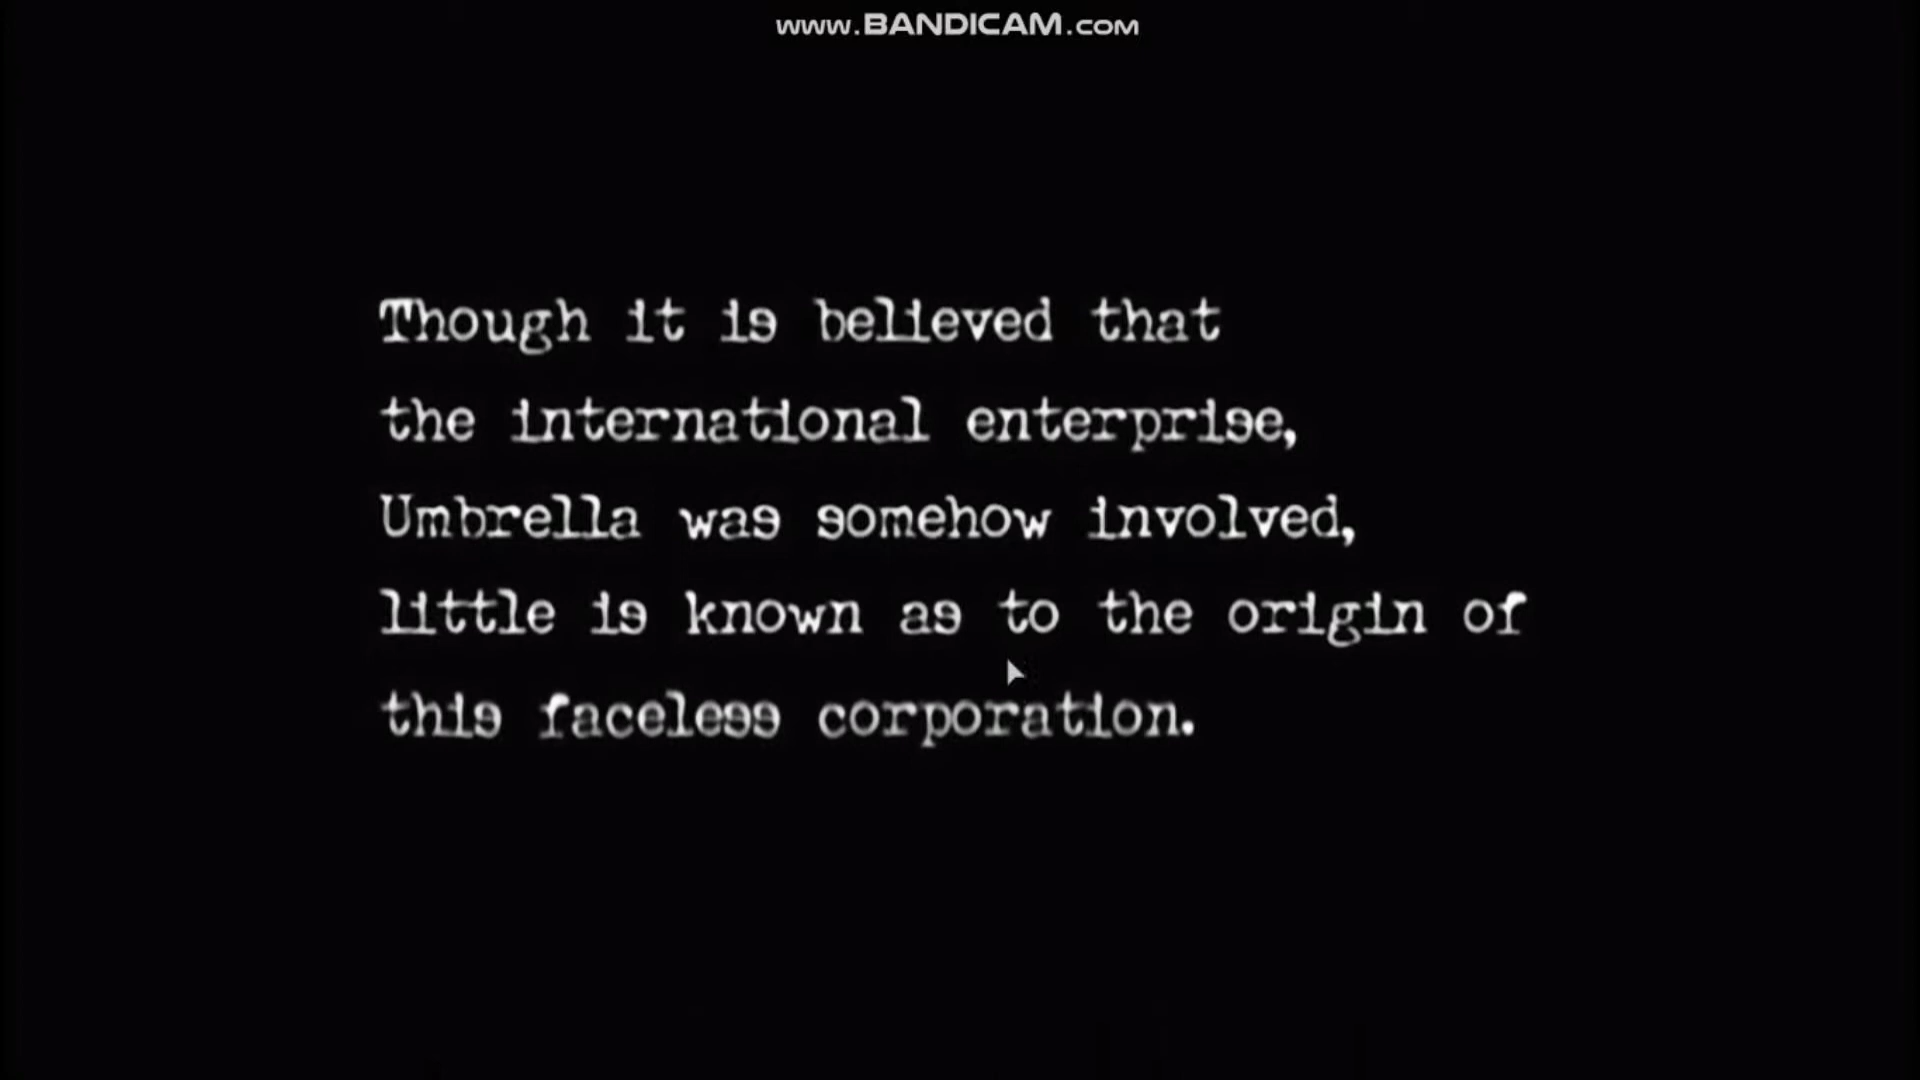 www.BANDICAM.com
Though it is believed that
the international enterprise,
Umbrella was somehow involved,
little is known as to the origin of
this faceless corporation.